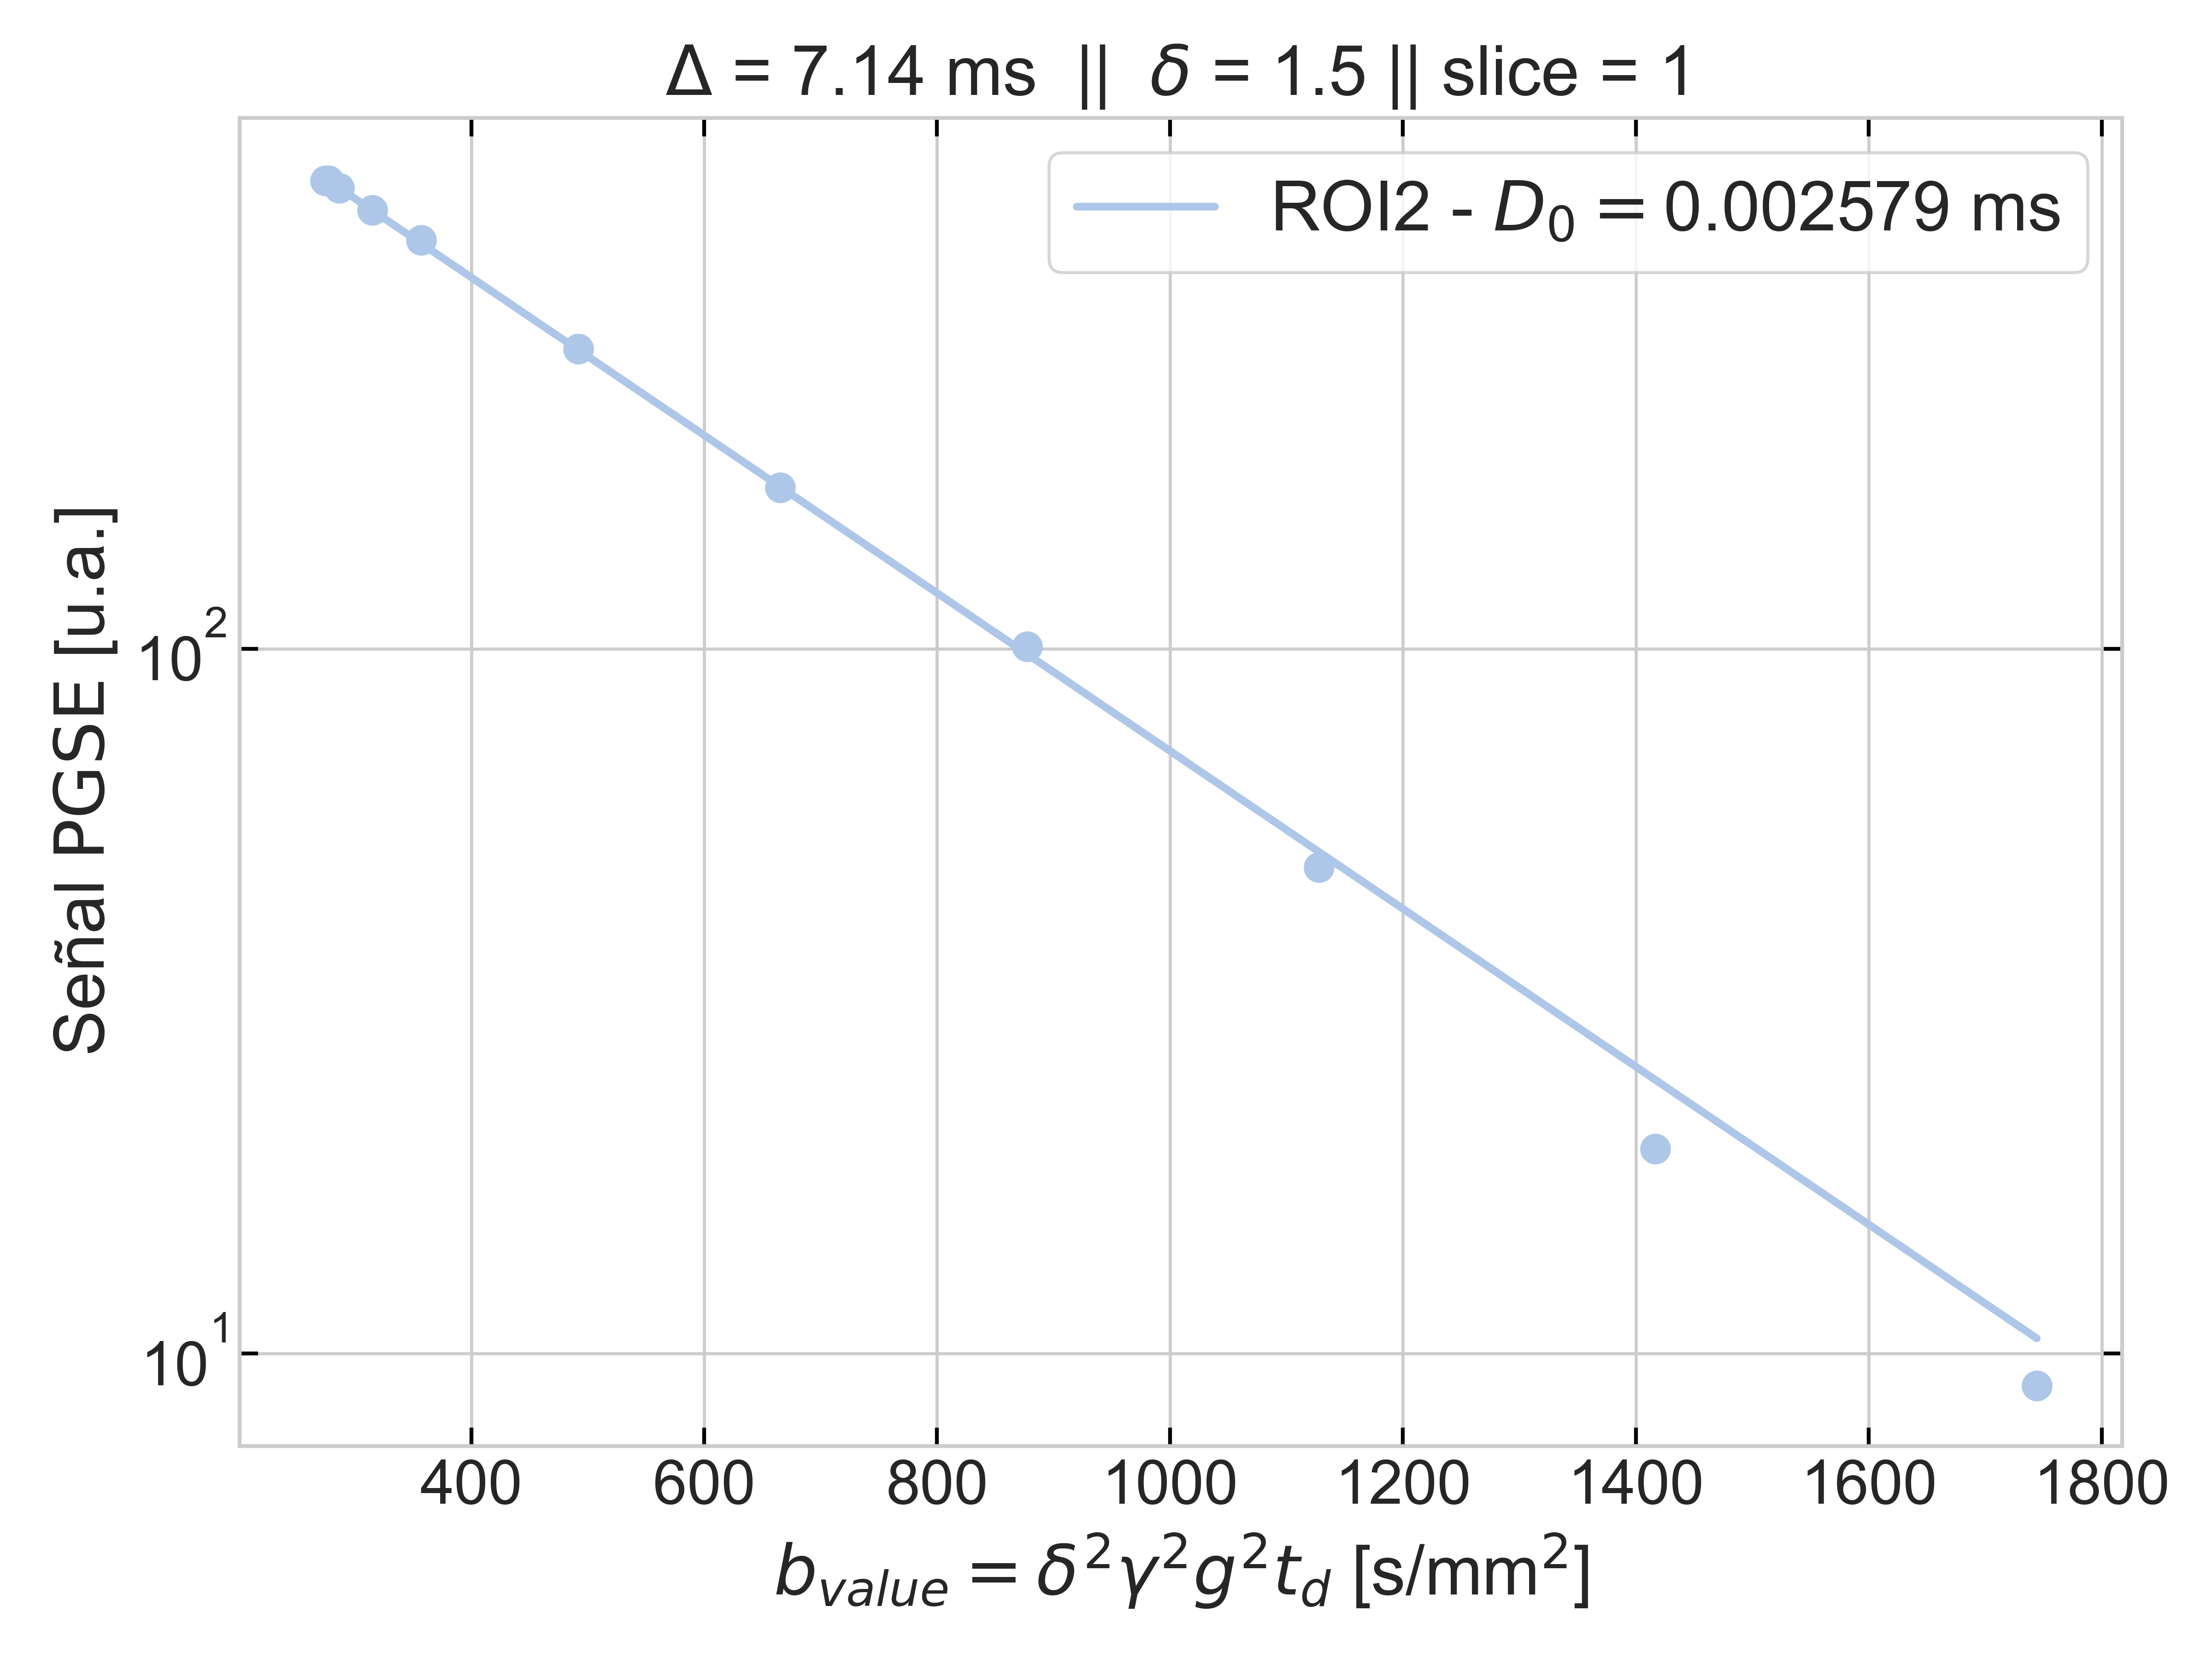 Δ = 7.14 ms || δ = 1.5 || slice = 1
ROI2 - D₀ = 0.002579 ms
Señal PGSE [u.a.]
10²
10¹
400 600 800 1000 1200 1400 1600 1800
b_value = δ²γ²g²t_d [s/mm²]